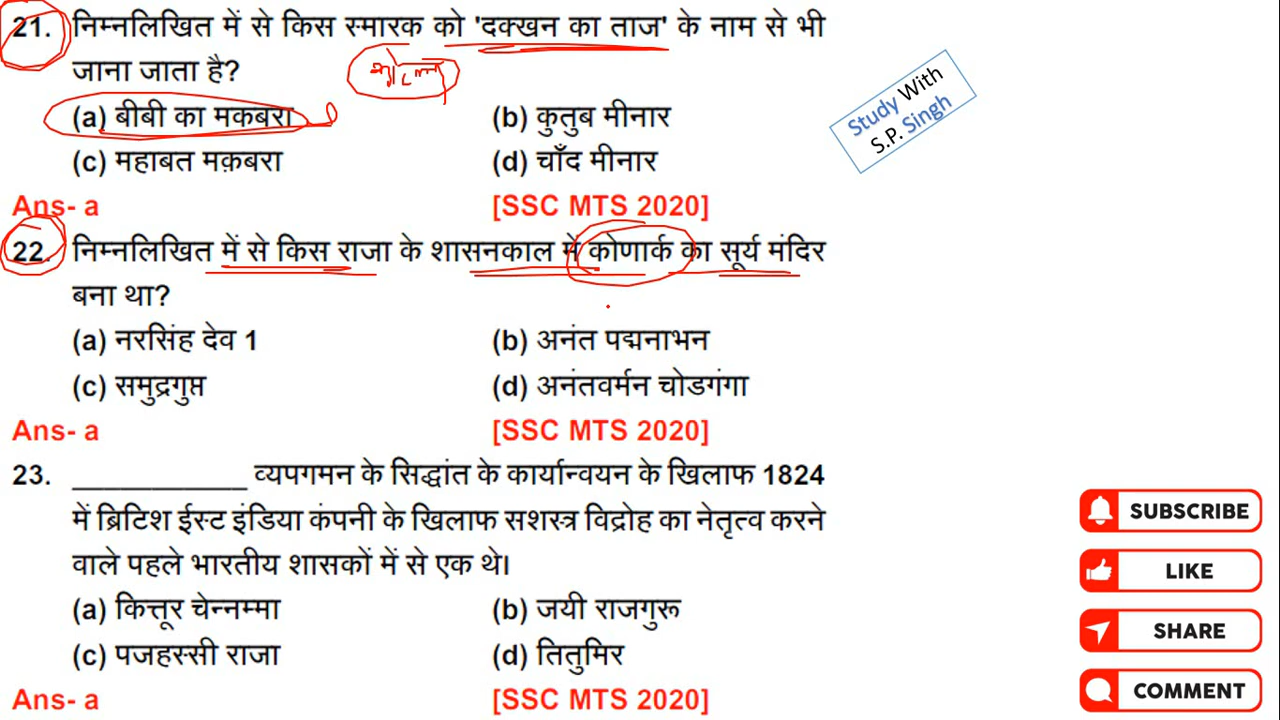 21. निम्नलिखित में से किस स्मारक को 'दक्खन का ताज' के नाम से भी
जाना जाता है?
(a) बीबी का मकबरा (b) कुतुब मीनार
(c) महाबत मक़बरा (d) चाँद मीनार
Ans- a [SSC MTS 2020]
22. निम्नलिखित में से किस राजा के शासनकाल में कोणार्क का सूर्य मंदिर
बना था?
(a) नरसिंह देव 1 (b) अनंत पद्मनाभन
(c) समुद्रगुप्त (d) अनंतवर्मन चोडगंगा
Ans- a [SSC MTS 2020]
23. ____________ व्यपगमन के सिद्धांत के कार्यान्वयन के खिलाफ 1824
में ब्रिटिश ईस्ट इंडिया कंपनी के खिलाफ सशस्त्र विद्रोह का नेतृत्व करने
वाले पहले भारतीय शासकों में से एक थे।
(a) कित्तूर चेन्नम्मा (b) जयी राजगुरू
(c) पजहस्सी राजा (d) तितुमिर
Ans- a [SSC MTS 2020]
Study With
S.P. Singh
SUBSCRIBE
LIKE
SHARE
COMMENT